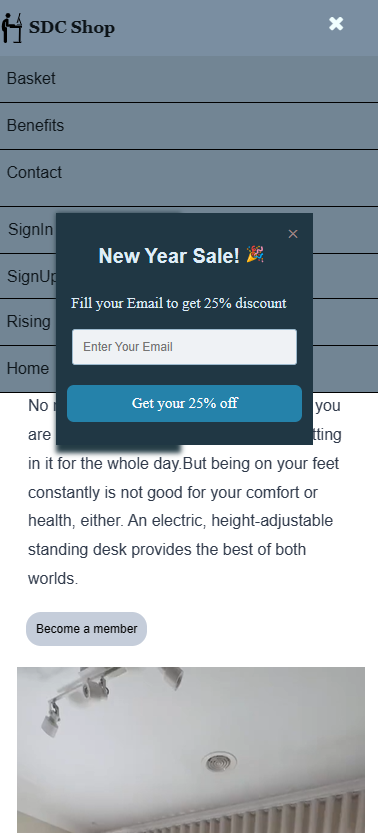 SDC Shop
Basket
Benefits
Contact
SignIn
SignUp
Rising
Home
×
New Year Sale! 🎉
Fill your Email to get 25% discount
Enter Your Email
Get your 25% off
No you
are
in it for the whole day.But being on your feet
constantly is not good for your comfort or
health, either. An electric, height-adjustable
standing desk provides the best of both
worlds.
Become a member